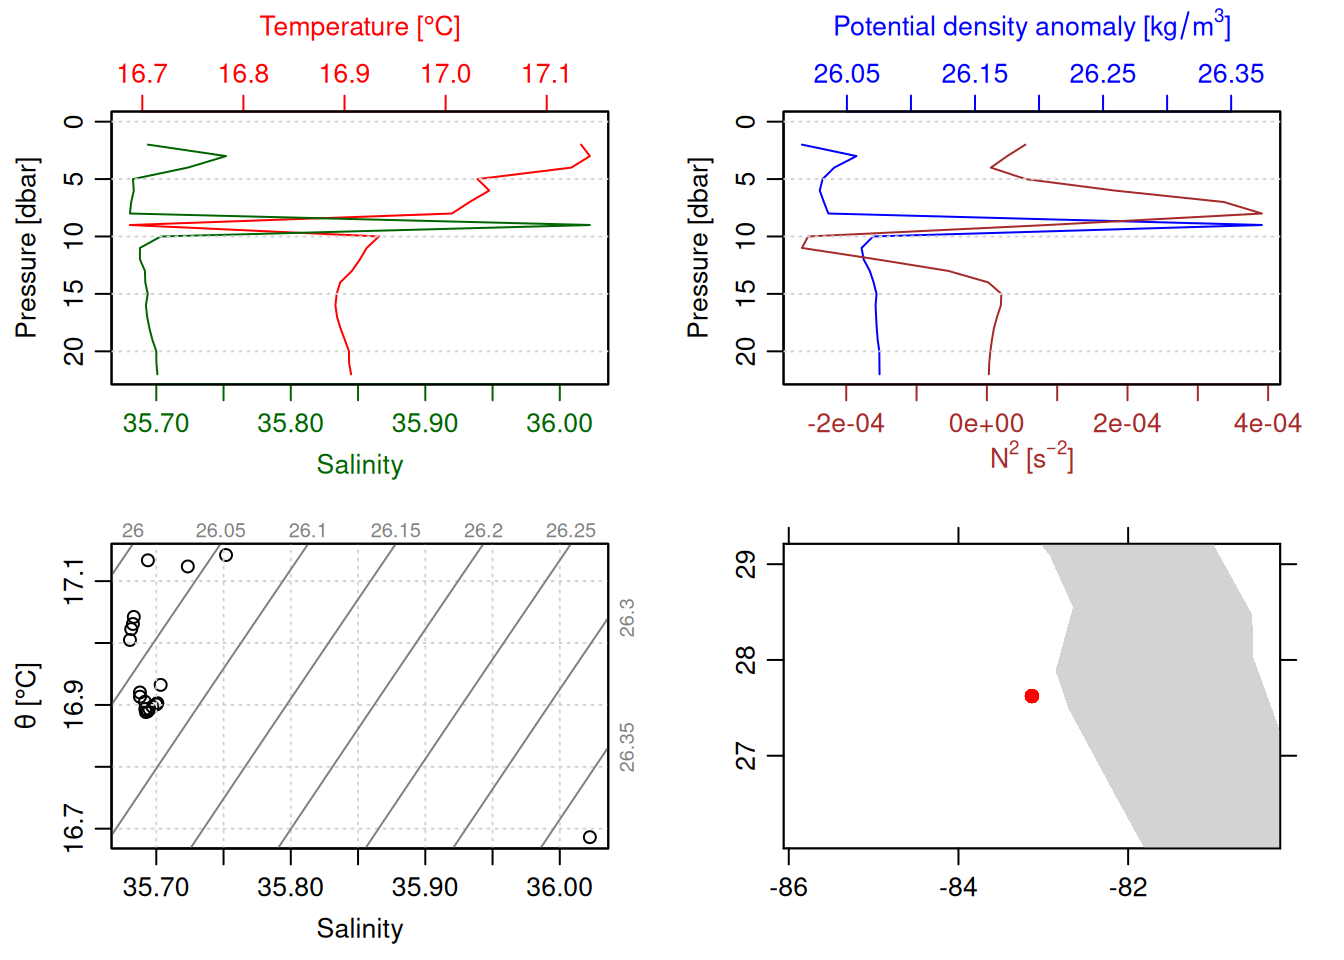 Temperature [°C]
16.7 16.8 16.9 17.0 17.1
Pressure [dbar]
0 5 10 15 20
35.70 35.80 35.90 36.00
Salinity
Potential density anomaly [kg/m³]
26.05 26.15 26.25 26.35
Pressure [dbar]
0 5 10 15 20
-2e-04 0e+00 2e-04 4e-04
N² [s⁻²]
26 26.05 26.1 26.15 26.2 26.25
26.3
26.35
θ [°C]
17.1 16.9 16.7
35.70 35.80 35.90 36.00
Salinity
29 28 27
-86 -84 -82